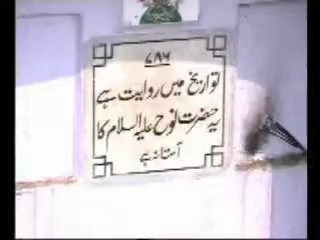 ۷۸۶
تواریخ میں روایت ہے
یہ حضرت نوح علیہ السلام کا
آستانہ ہے